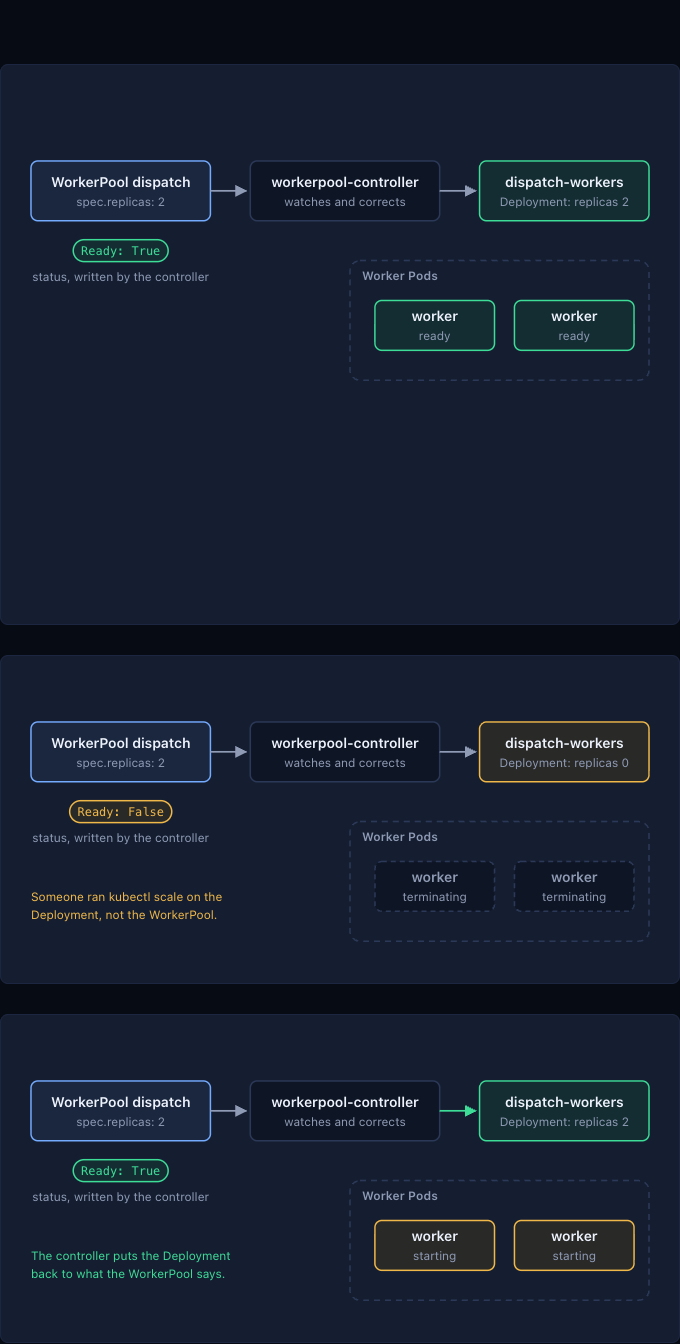 WorkerPool dispatch
spec.replicas: 2
workerpool-controller
watches and corrects
dispatch-workers
Deployment: replicas 2
Ready: True
status, written by the controller
Worker Pods
worker
ready
worker
ready
WorkerPool dispatch
spec.replicas: 2
workerpool-controller
watches and corrects
dispatch-workers
Deployment: replicas 0
Ready: False
status, written by the controller
Worker Pods
worker
terminating
worker
terminating
Someone ran kubectl scale on the
Deployment, not the WorkerPool.
WorkerPool dispatch
spec.replicas: 2
workerpool-controller
watches and corrects
dispatch-workers
Deployment: replicas 2
Ready: True
status, written by the controller
Worker Pods
worker
starting
worker
starting
The controller puts the Deployment
back to what the WorkerPool says.